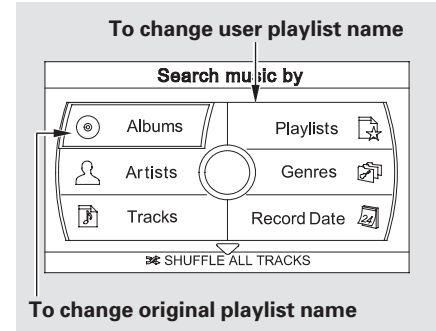 To change user playlist name
Search music by
Albums
Playlists
Artists
Genres
Tracks
Record Date
24
SHUFFLE ALL TRACKS
To change original playlist name